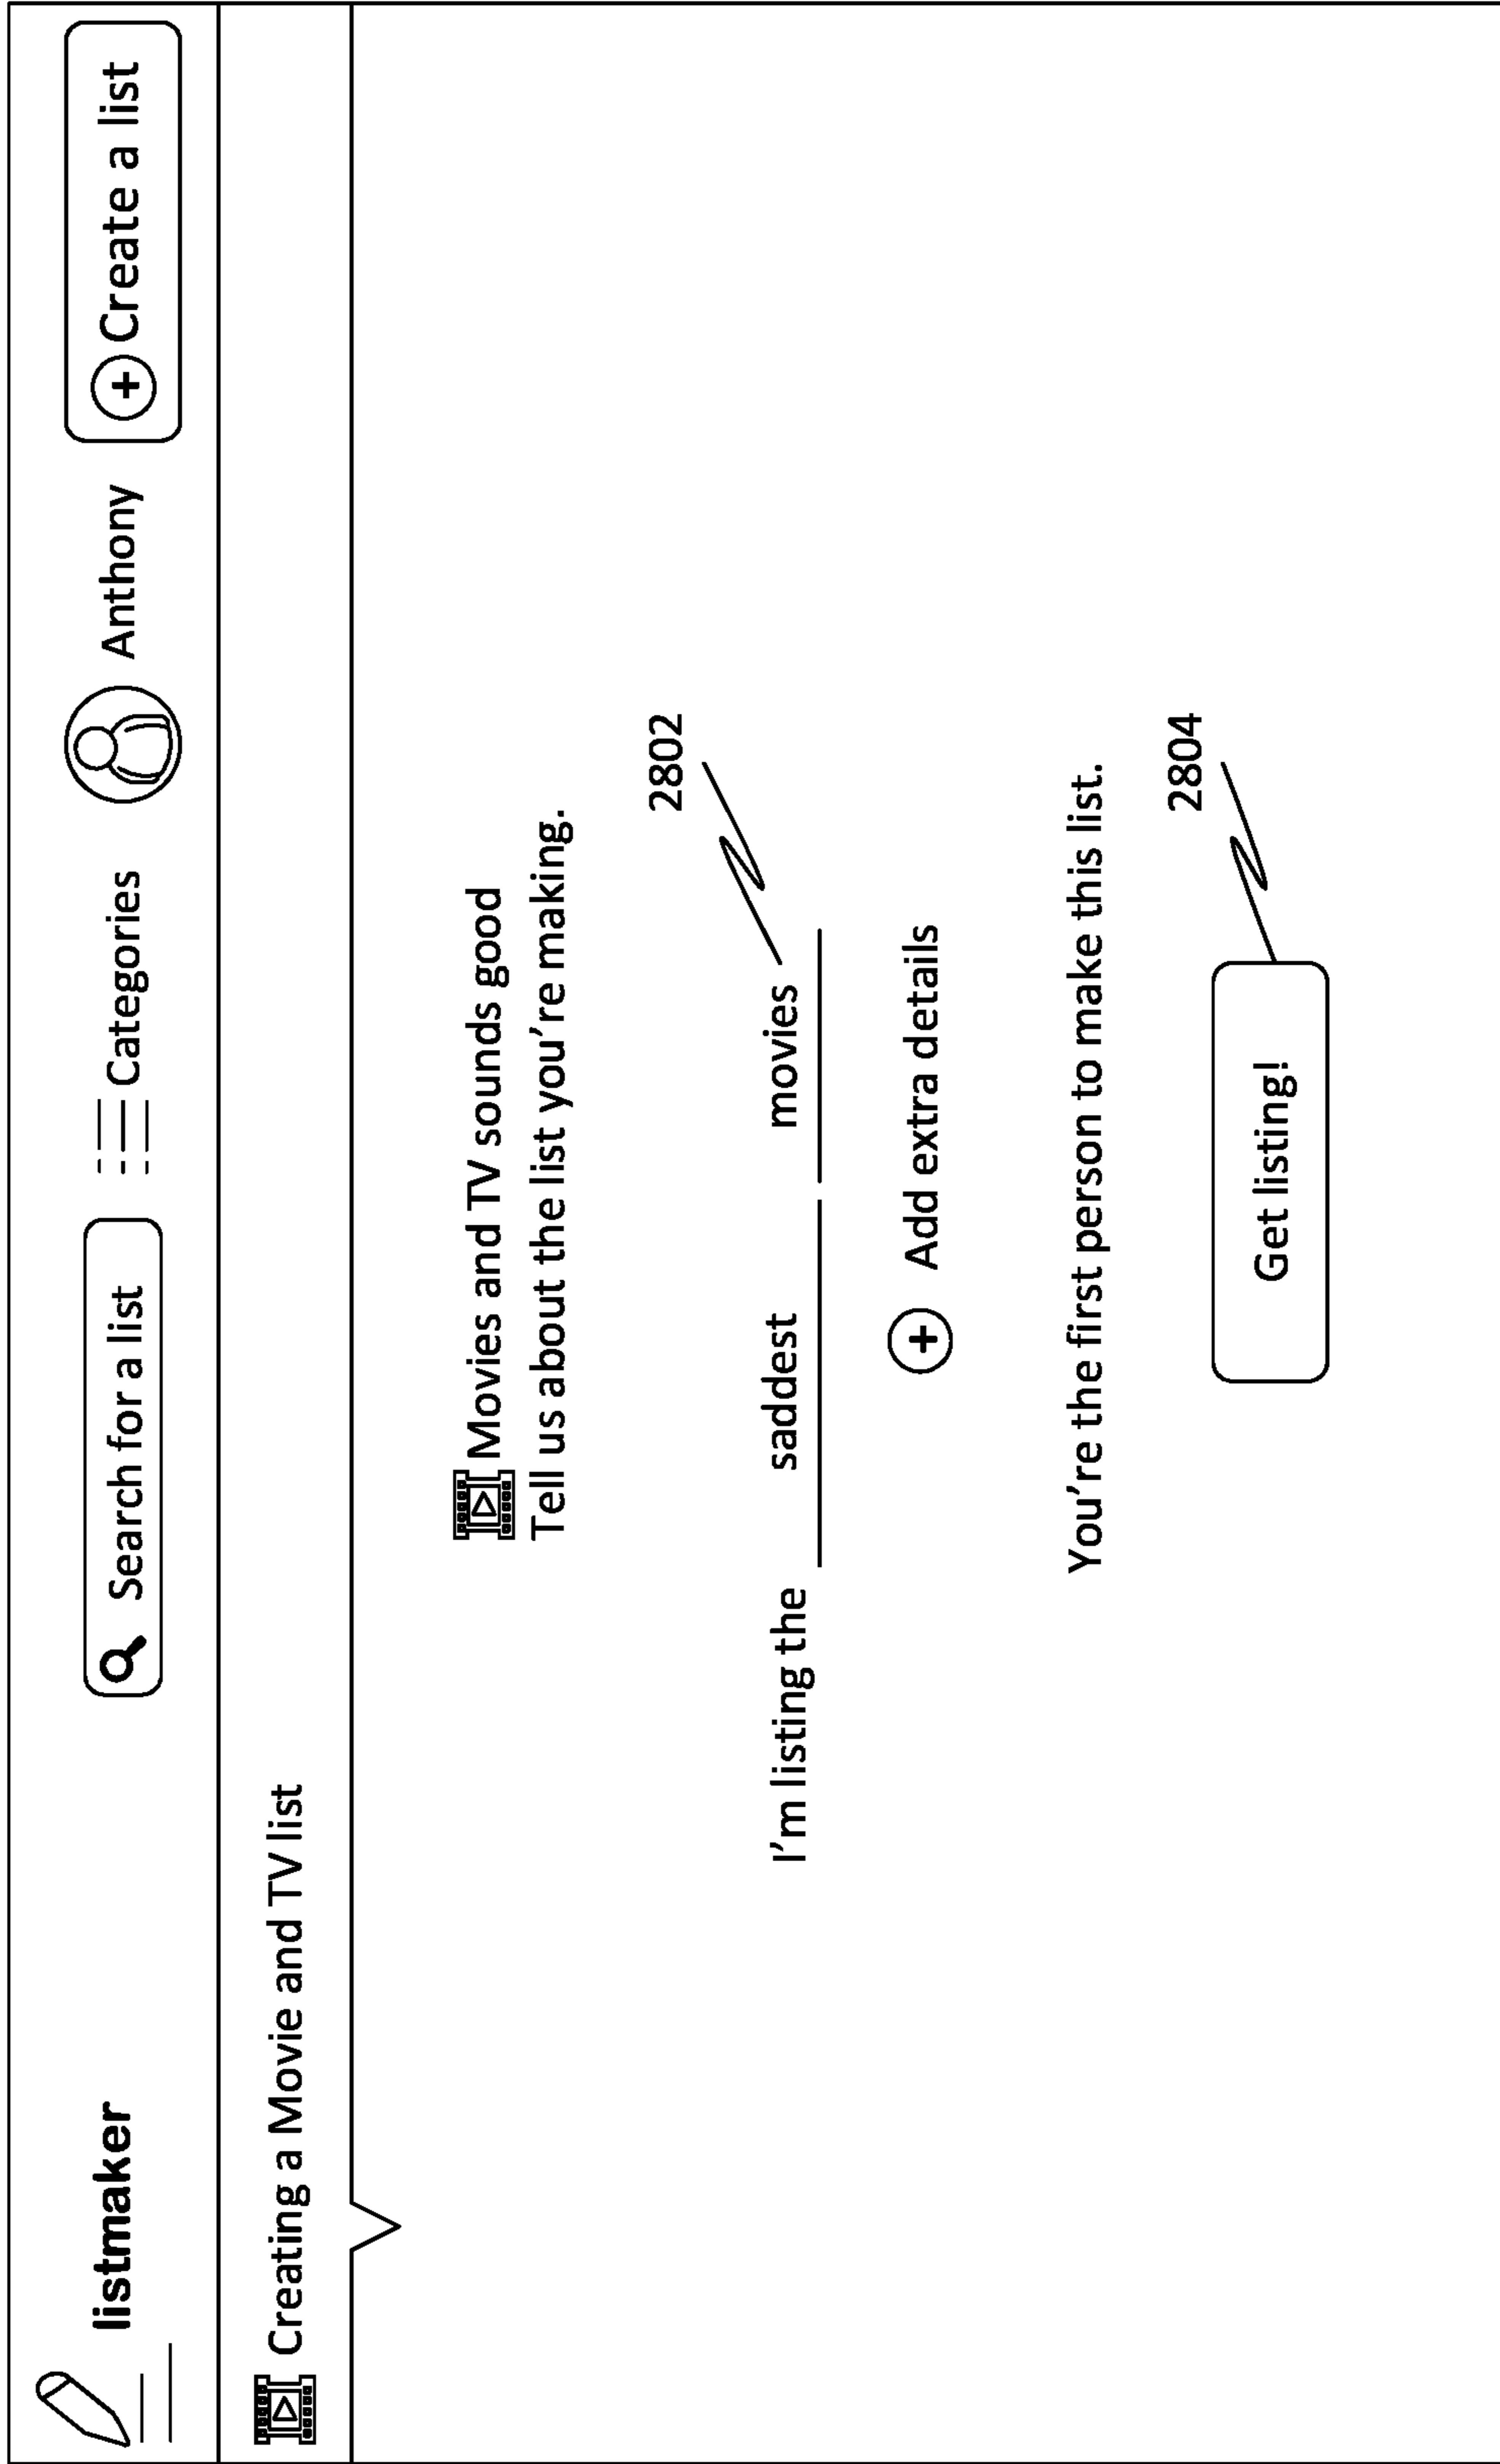 listmaker
Search for a list
Categories
Anthony
+ Create a list
Creating a Movie and TV list
Movies and TV sounds good
Tell us about the list you're making.
2802
I'm listing the saddest movies
+ Add extra details
You're the first person to make this list.
2804
Get listing!